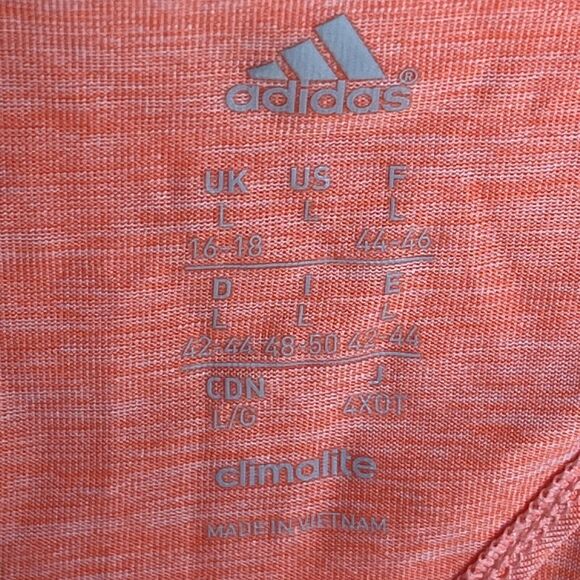 adidas®
UK US F
L L L
16-18 44-46
D I E
L L L
42-44 48-50 42-44
CDN J
L/G 4XOT
climalite
MADE IN VIETNAM